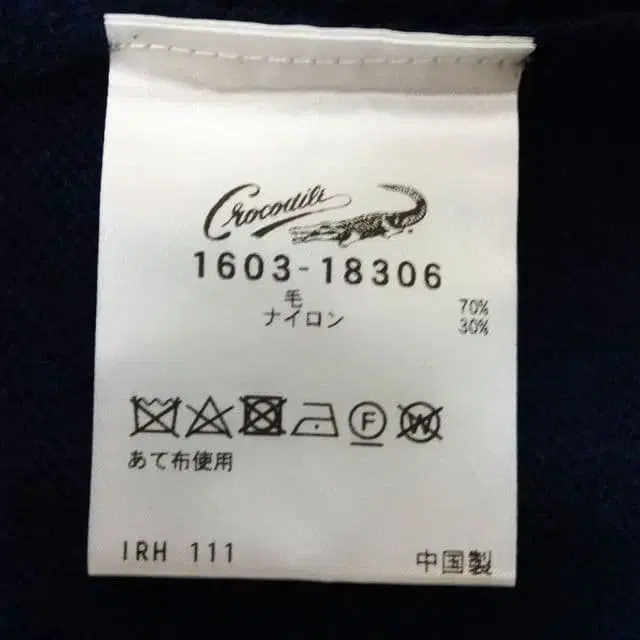 Crocodile
1603-18306
毛 70%
ナイロン 30%
F W
あて布使用
IRH 111 中国製